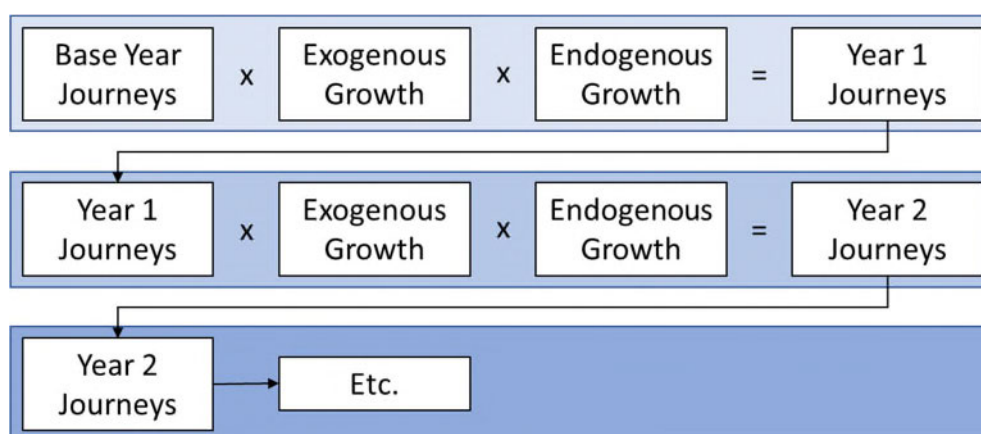 Base Year
Journeys
x
Exogenous
Growth
x
Endogenous
Growth
=
Year 1
Journeys
Year 1
Journeys
x
Exogenous
Growth
x
Endogenous
Growth
=
Year 2
Journeys
Year 2
Journeys
Etc.